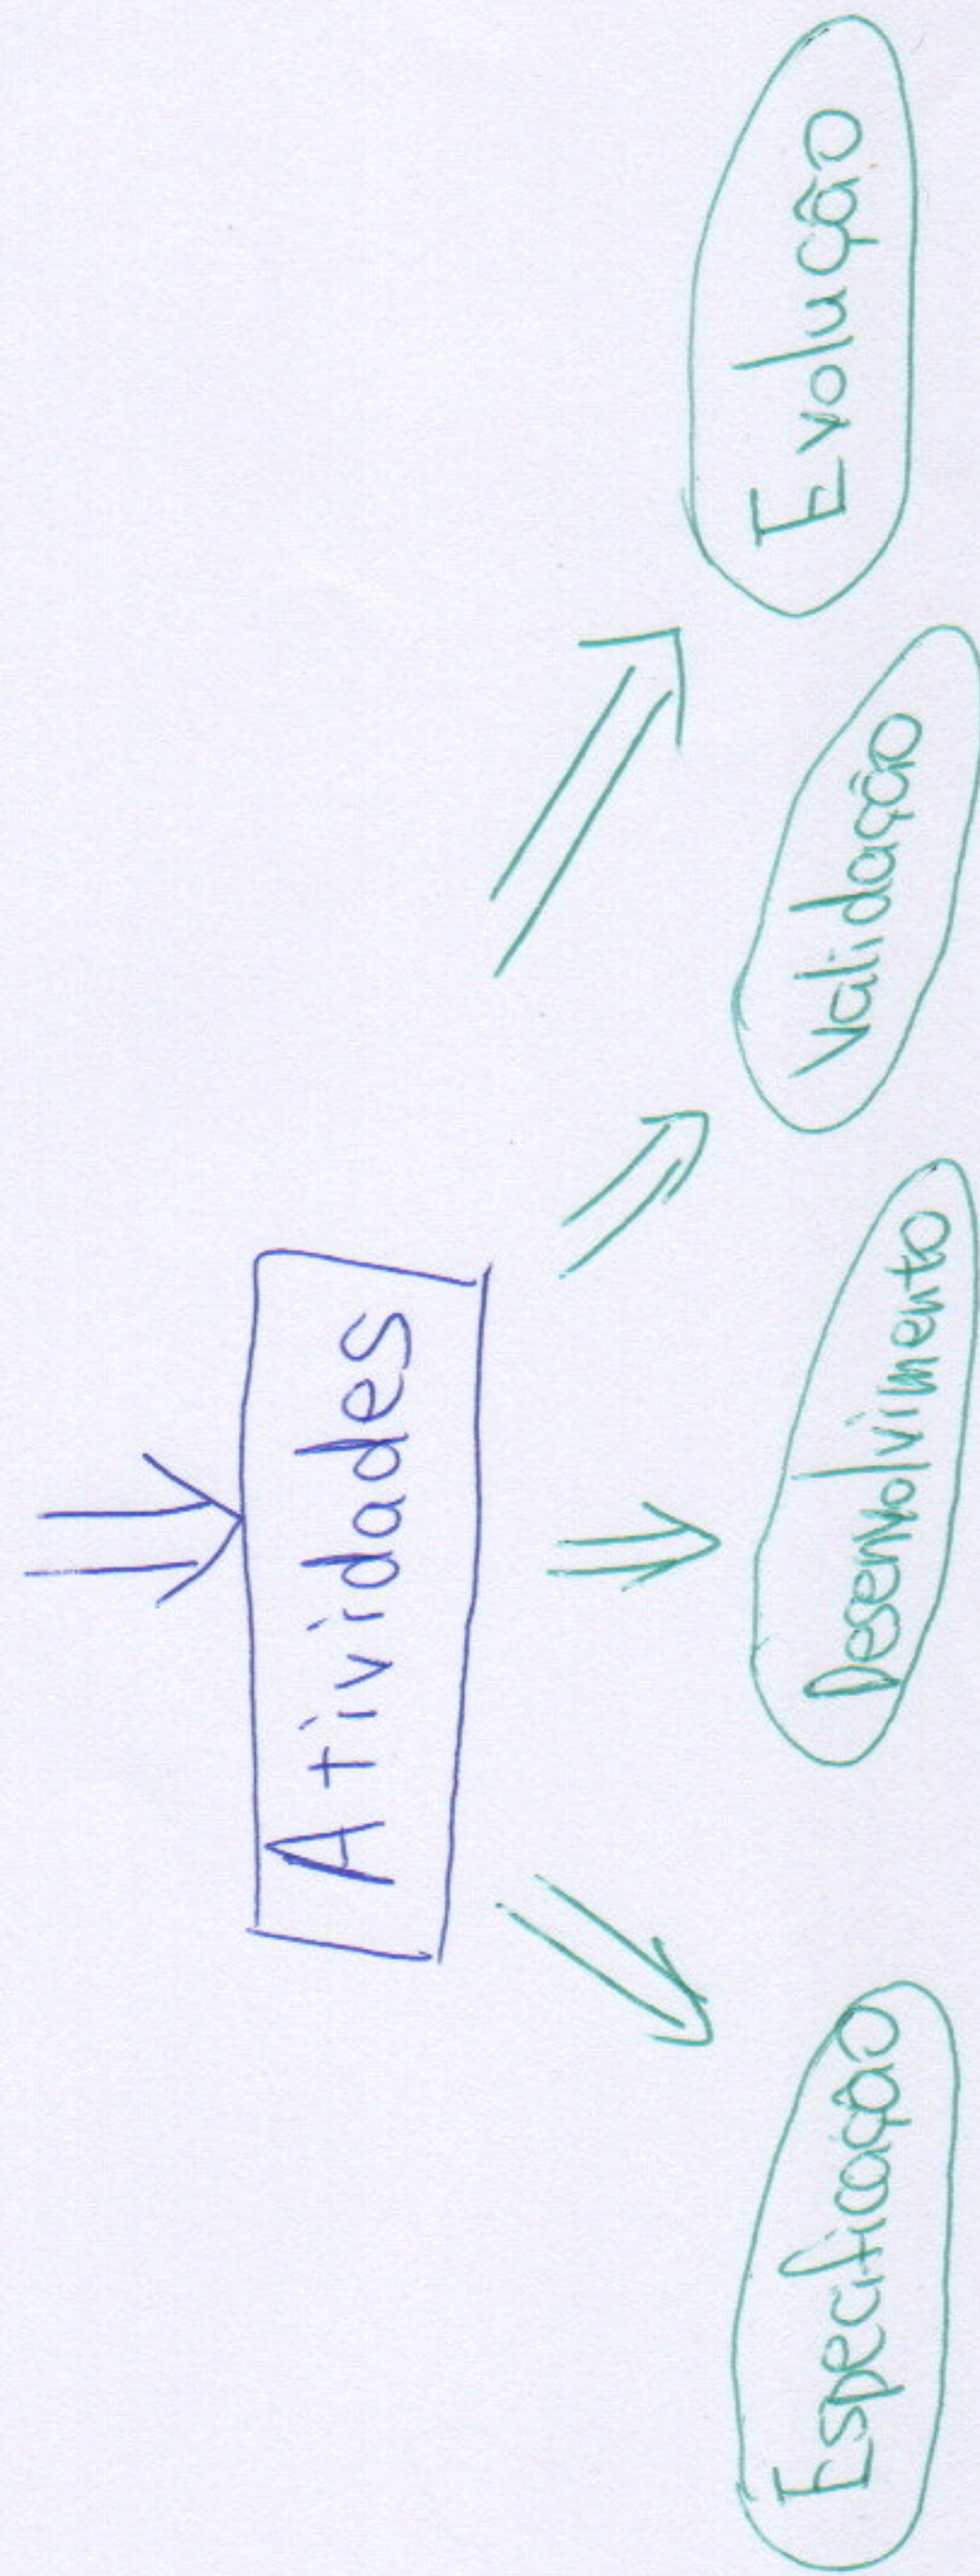 Atividades
Especificação
Desenvolvimento
Validação
Evolução